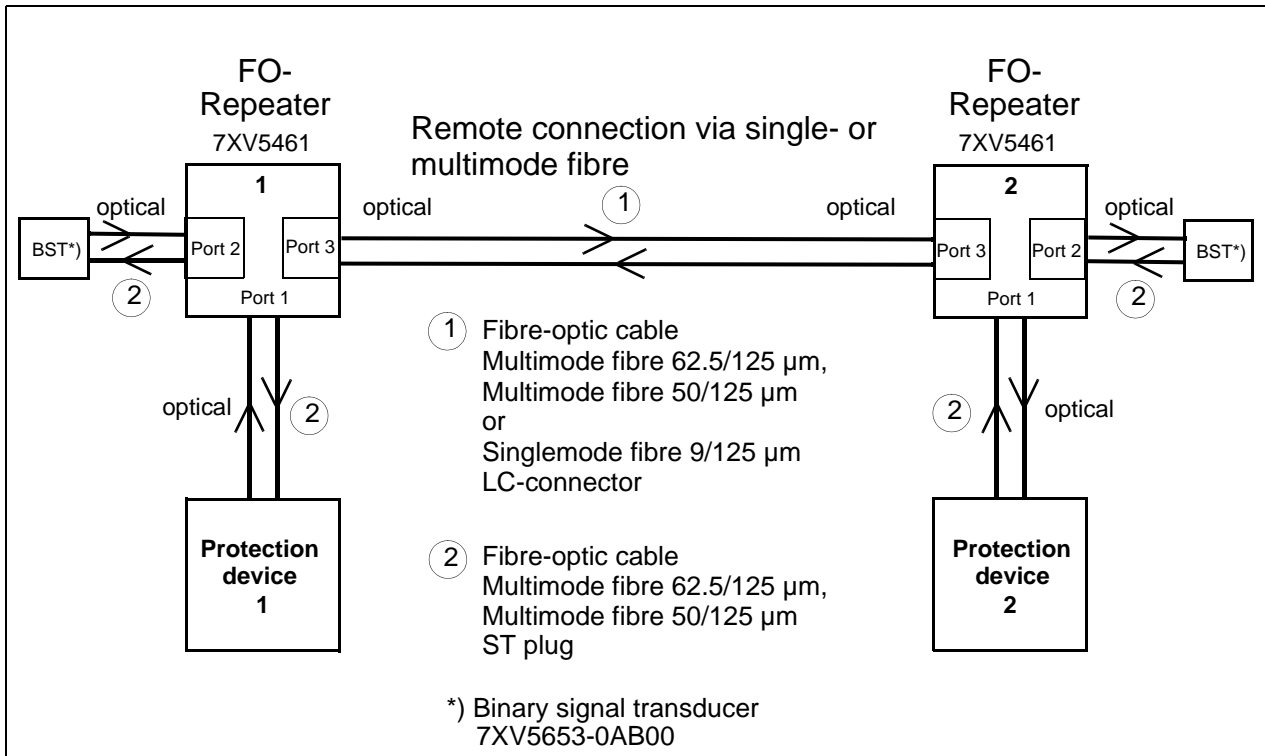 FO-
Repeater
7XV5461
FO-
Repeater
7XV5461
Remote connection via single- or
multimode fibre
1
1
2
optical
optical
optical
optical
BST*)
Port 2
Port 3
Port 3
Port 2
BST*)
2
Port 1
Port 1
2
1
Fibre-optic cable
Multimode fibre 62.5/125 µm,
Multimode fibre 50/125 µm
or
Singlemode fibre 9/125 µm
LC-connector
optical
2
2
optical
Protection
device
1
2
Fibre-optic cable
Multimode fibre 62.5/125 µm,
Multimode fibre 50/125 µm
ST plug
Protection
device
2
*) Binary signal transducer
7XV5653-0AB00